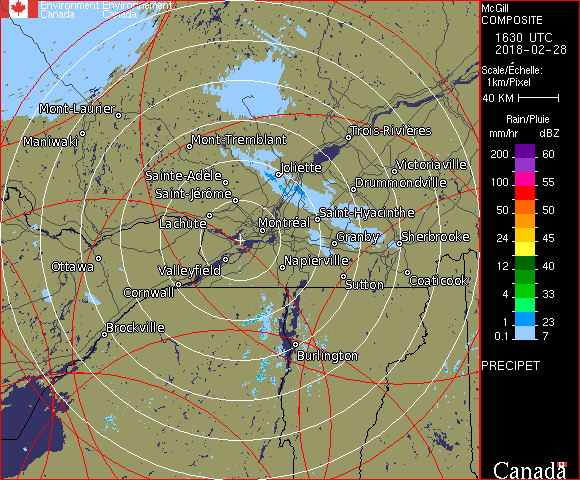 Environment Environnement
Canada Canada
McGill
COMPOSITE
1630 UTC
2018-02-28
Scale/Échelle:
1km/Pixel
40 KM
Rain/Pluie
mm/hr dBZ
200 60
100 55
50 50
24 45
12 40
4 33
1 23
0.1 7
PRECIPET
Canada
Mont-Laurier
Maniwaki
Mont-Tremblant
Trois-Rivières
Victoriaville
Sainte-Adèle
Joliette
Drummondville
Saint-Jérôme
Lachute
Montréal
Saint-Hyacinthe
Granby
Sherbrooke
Ottawa
Valleyfield
Napierville
Cornwall
Sutton
Coaticook
Brockville
Burlington